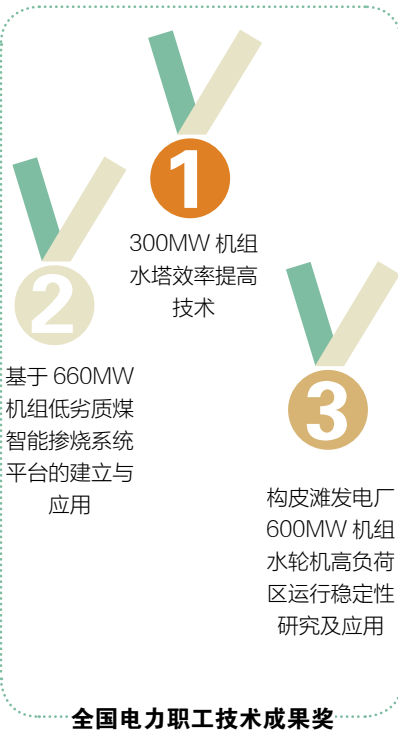 1
300MW 机组
水塔效率提高
技术
2
基于 660MW
机组低劣质煤
智能掺烧系统
平台的建立与
应用
3
构皮滩发电厂
600MW 机组
水轮机高负荷
区运行稳定性
研究及应用
全国电力职工技术成果奖